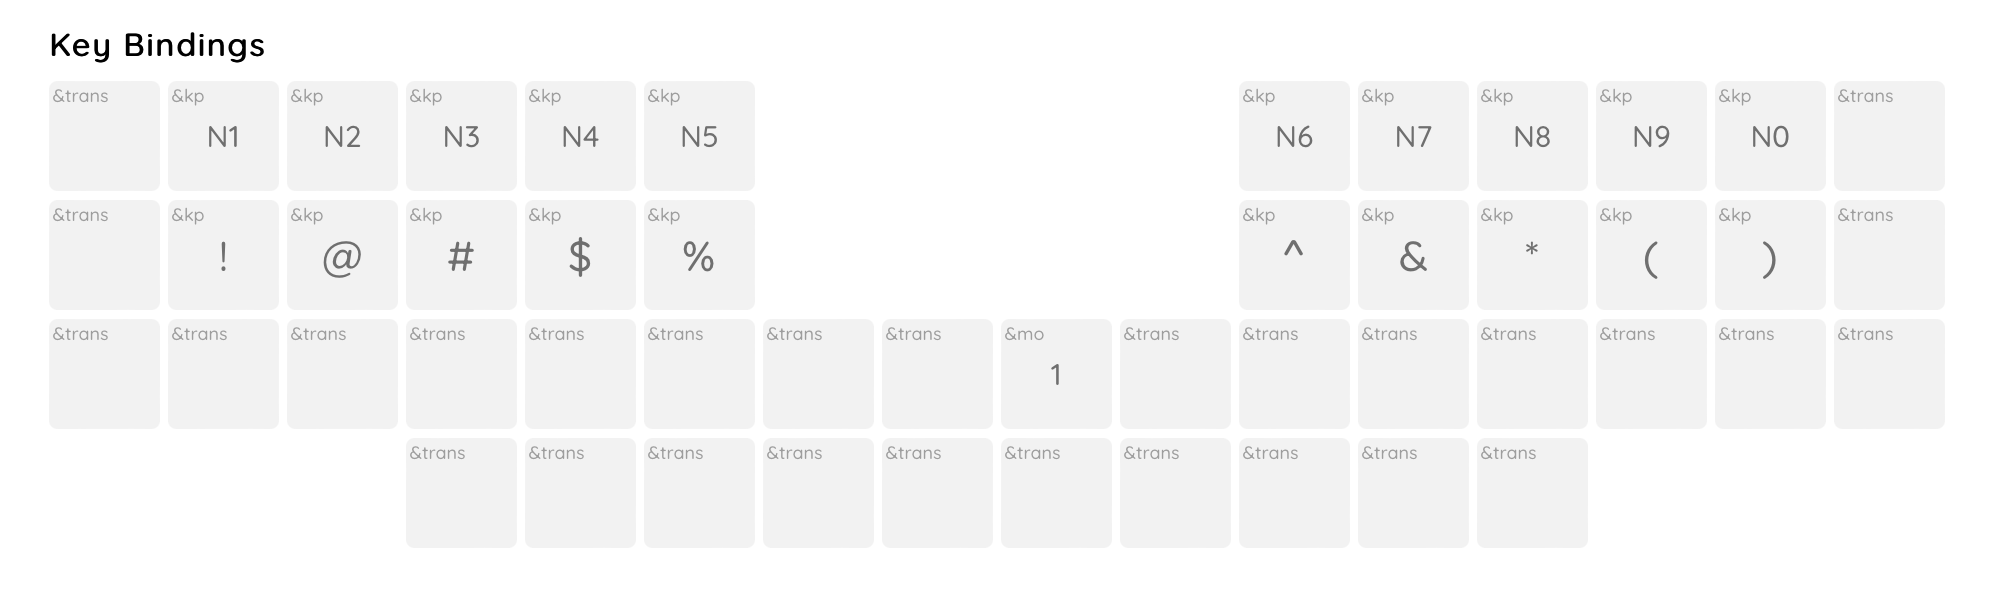 Key Bindings
&trans &kp &kp &kp &kp &kp &kp &kp &kp &kp &kp &trans
N1 N2 N3 N4 N5 N6 N7 N8 N9 N0
&trans &kp &kp &kp &kp &kp &kp &kp &kp &kp &kp &trans
! @ # $ % ^ & * ( )
&trans &trans &trans &trans &trans &trans &trans &trans &mo &trans &trans &trans &trans &trans &trans &trans
1
&trans &trans &trans &trans &trans &trans &trans &trans &trans &trans